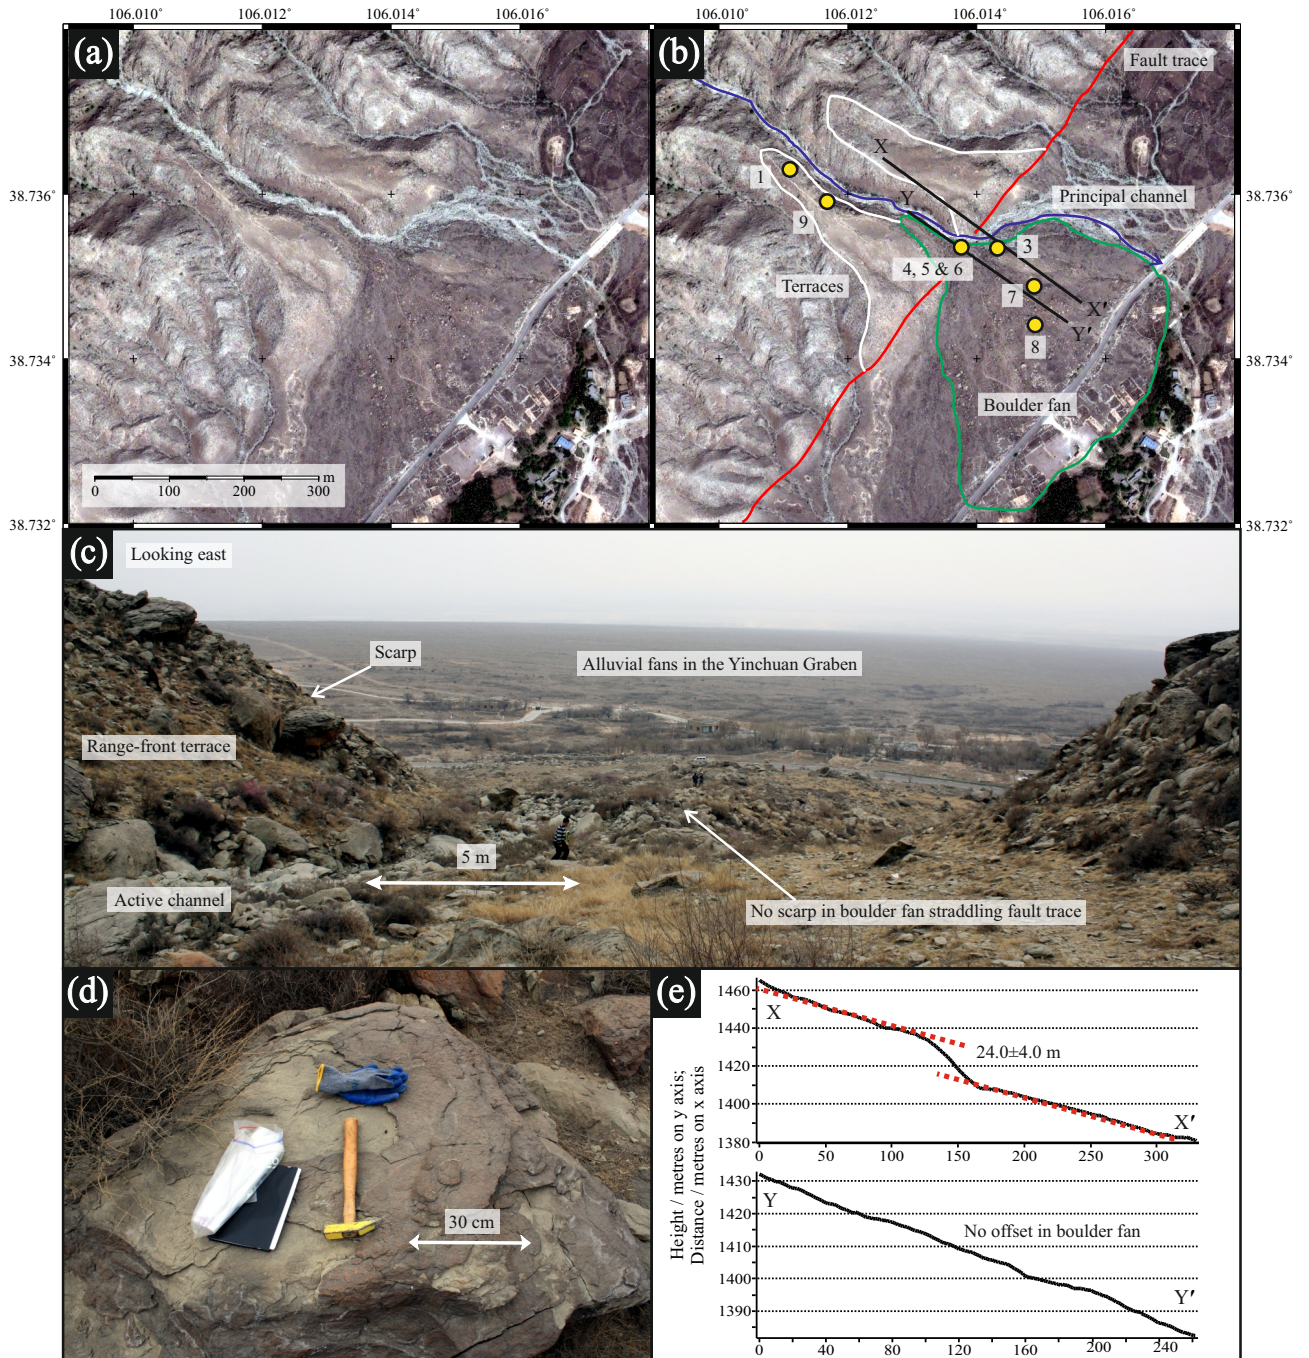 106.010° 106.012° 106.014° 106.016° 106.010° 106.012° 106.014° 106.016°
(a)
(b)
Fault trace
X
38.736°
1
Y
Principal channel
38.736°
9
3
4, 5 & 6
Terraces
7
X′
Y′
8
38.734°
38.734°
Boulder fan
0 100 200 300 m
38.732°
38.732°
(c)
Looking east
Scarp
Alluvial fans in the Yinchuan Graben
Range-front terrace
5 m
Active channel
No scarp in boulder fan straddling fault trace
(d)
30 cm
(e)
Height / metres on y axis;
Distance / metres on x axis
1460
1440
1420
1400
1380
X
24.0±4.0 m
X′
0 50 100 150 200 250 300
1430
1420
1410
1400
1390
Y
No offset in boulder fan
Y′
0 40 80 120 160 200 240